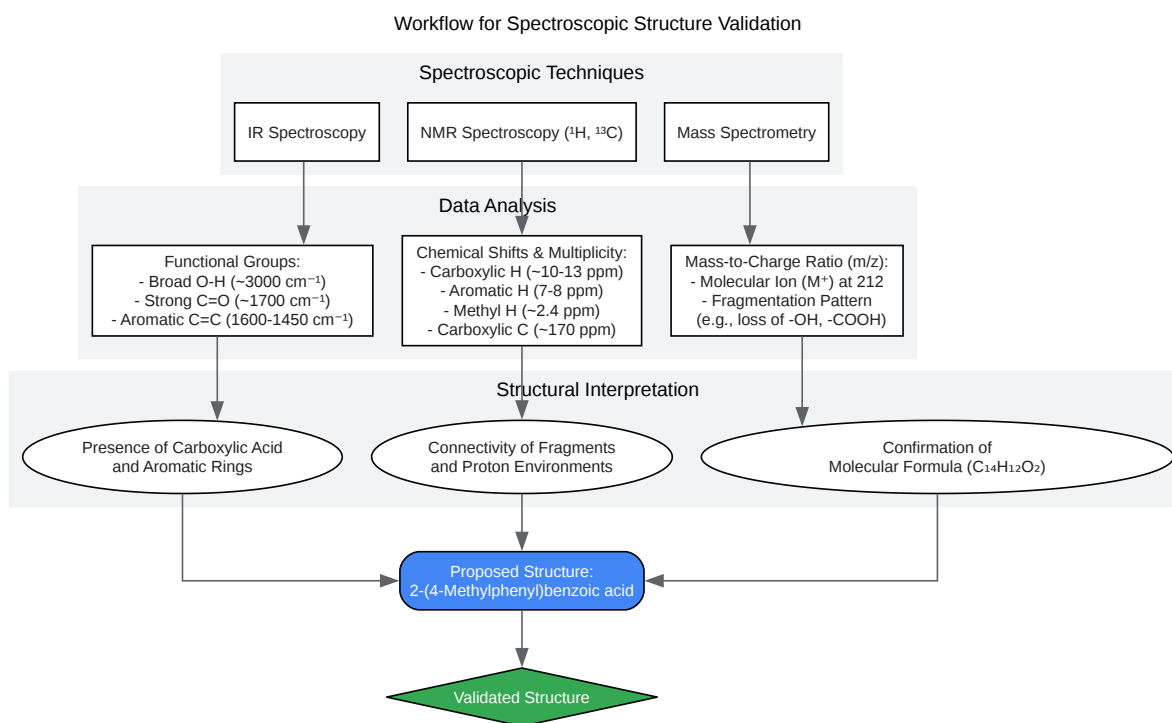 Workflow for Spectroscopic Structure Validation
Spectroscopic Techniques
IR Spectroscopy
NMR Spectroscopy (¹H, ¹³C)
Mass Spectrometry
Data Analysis
Functional Groups:
- Broad O-H (~3000 cm⁻¹)
- Strong C=O (~1700 cm⁻¹)
- Aromatic C=C (1600-1450 cm⁻¹)
Chemical Shifts & Multiplicity:
- Carboxylic H (~10-13 ppm)
- Aromatic H (7-8 ppm)
- Methyl H (~2.4 ppm)
- Carboxylic C (~170 ppm)
Mass-to-Charge Ratio (m/z):
- Molecular Ion (M⁺) at 212
- Fragmentation Pattern
(e.g., loss of -OH, -COOH)
Structural Interpretation
Presence of Carboxylic Acid
and Aromatic Rings
Connectivity of Fragments
and Proton Environments
Confirmation of
Molecular Formula (C₁₄H₁₂O₂)
Proposed Structure:
2-(4-Methylphenyl)benzoic acid
Validated Structure